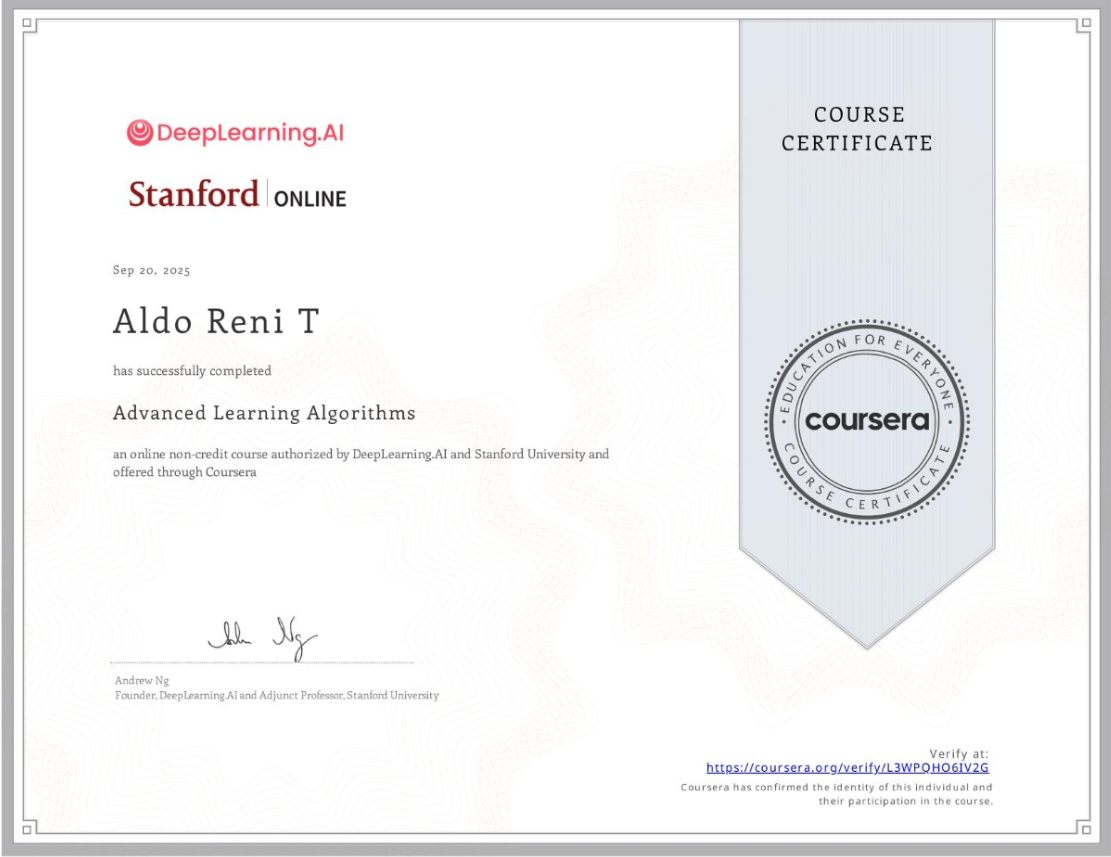 DeepLearning.AI
Stanford ONLINE
Sep 20, 2025
Aldo Reni T
has successfully completed
Advanced Learning Algorithms
an online non-credit course authorized by DeepLearning.AI and Stanford University and
offered through Coursera
Andrew Ng
Founder, DeepLearning.AI and Adjunct Professor, Stanford University
COURSE
CERTIFICATE
EDUCATION FOR EVERYONE
coursera
COURSE CERTIFICATE
Verify at:
https://coursera.org/verify/L3WPQHO6IV2G
Coursera has confirmed the identity of this individual and
their participation in the course.